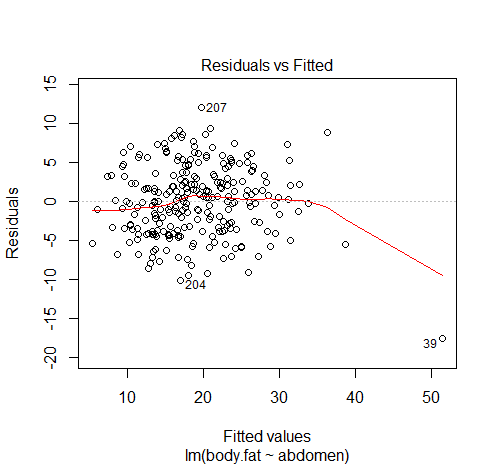 Residuals vs Fitted
Residuals
15
10
5
0
-5
-10
-15
-20
207
204
39
10 20 30 40 50
Fitted values
lm(body.fat ~ abdomen)